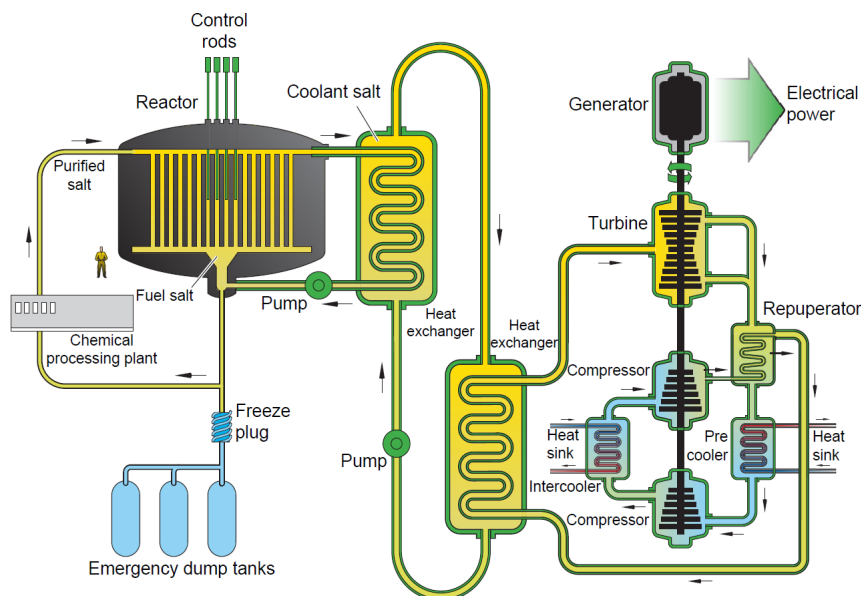 Control
rods
Reactor
Coolant salt
Purified
salt
Fuel salt
Pump
Chemical
processing plant
Freeze
plug
Emergency dump tanks
Heat
exchanger
Heat
exchanger
Pump
Generator
Electrical
power
Turbine
Repuperator
Compressor
Heat
sink
Intercooler
Pre
cooler
Heat
sink
Compressor